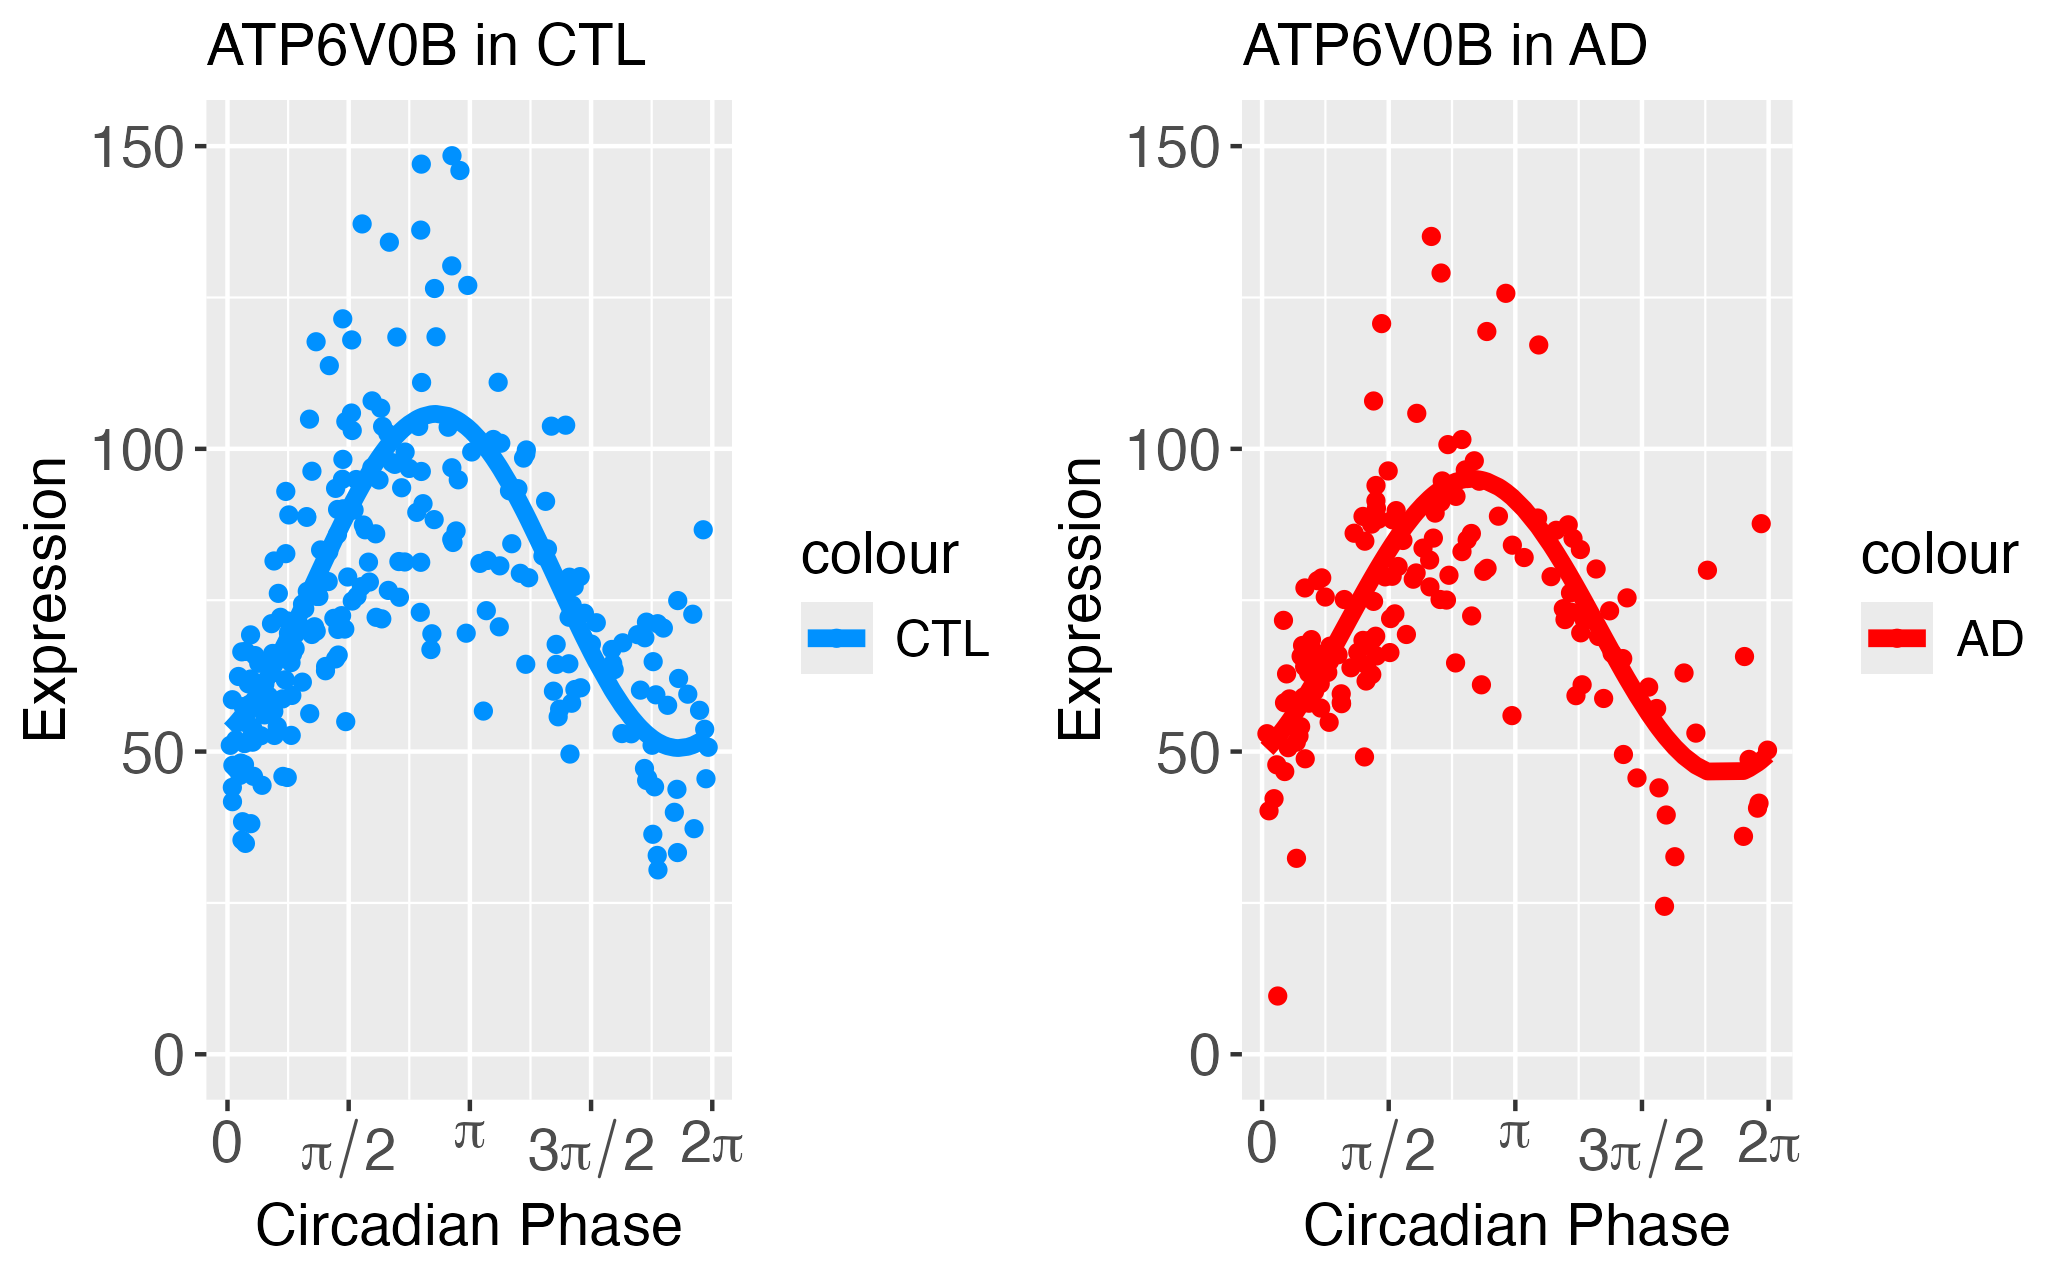 ATP6V0B in CTL
150
100
50
0
Expression
0 π/2 π 3π/2 2π
Circadian Phase
colour
CTL
ATP6V0B in AD
150
100
50
0
Expression
0 π/2 π 3π/2 2π
Circadian Phase
colour
AD